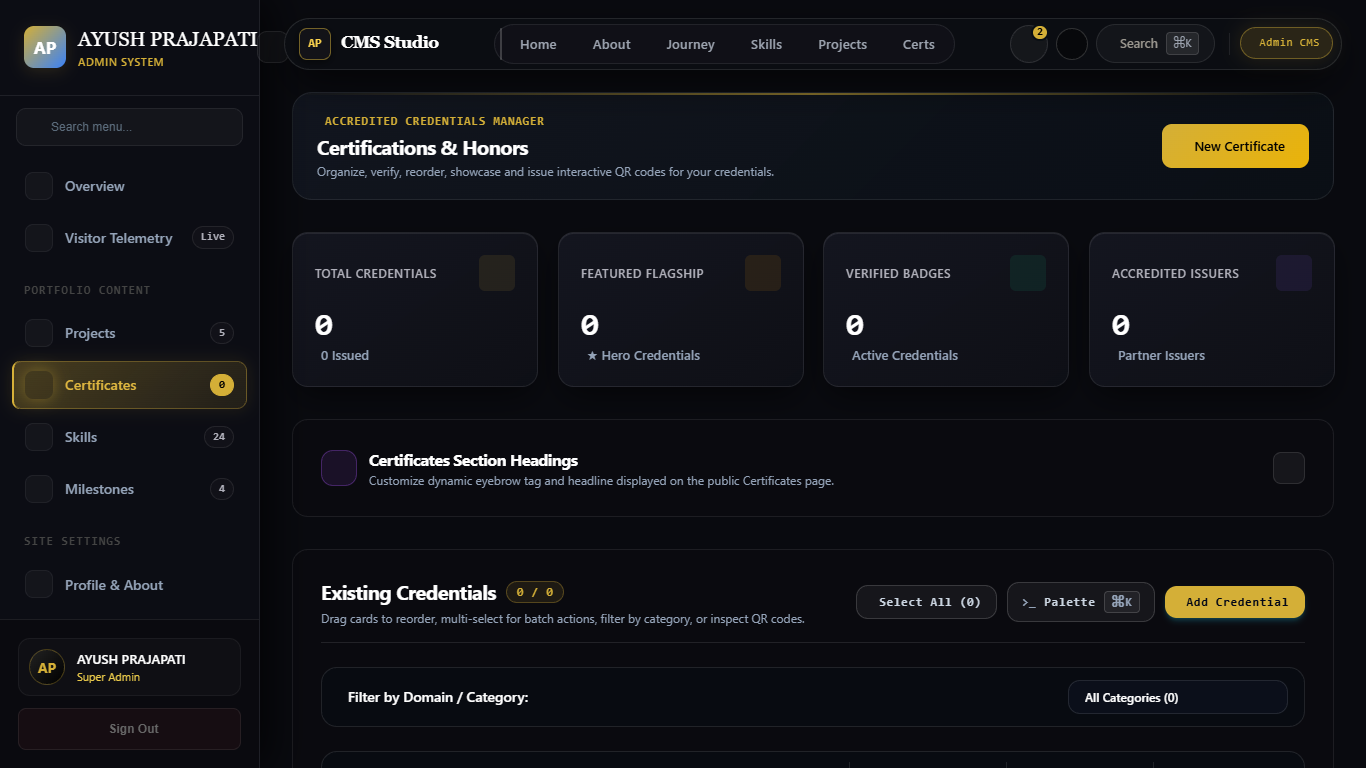 AP
AYUSH PRAJAPATI
ADMIN SYSTEM
Search menu...
Overview
Visitor Telemetry Live
PORTFOLIO CONTENT
Projects 5
Certificates 0
Skills 24
Milestones 4
SITE SETTINGS
Profile & About
AP
AYUSH PRAJAPATI
Super Admin
Sign Out
AP CMS Studio Home About Journey Skills Projects Certs 2 Search ⌘K Admin CMS
ACCREDITED CREDENTIALS MANAGER
Certifications & Honors
Organize, verify, reorder, showcase and issue interactive QR codes for your credentials.
New Certificate
TOTAL CREDENTIALS
0
0 Issued
FEATURED FLAGSHIP
0
★ Hero Credentials
VERIFIED BADGES
0
Active Credentials
ACCREDITED ISSUERS
0
Partner Issuers
Certificates Section Headings
Customize dynamic eyebrow tag and headline displayed on the public Certificates page.
Existing Credentials 0 / 0
Drag cards to reorder, multi-select for batch actions, filter by category, or inspect QR codes.
Select All (0) >_ Palette ⌘K Add Credential
Filter by Domain / Category: All Categories (0)